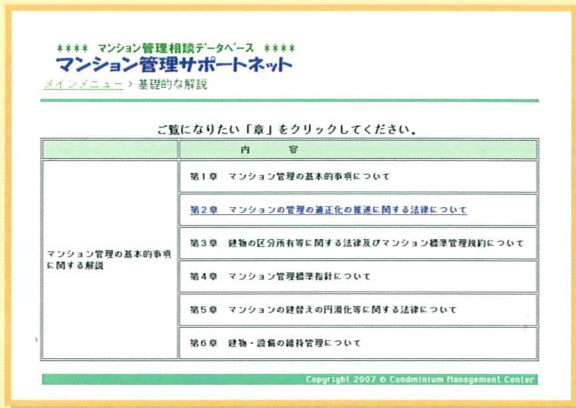 **** マンション管理相談データベース ****
マンション管理サポートネット
メインメニュー > 基礎的な解説
ご覧になりたい「章」をクリックしてください。
内 容
マンション管理の基本的事項
に関する解説
第1章 マンション管理の基本的事項について
第2章 マンションの管理の適正化の推進に関する法律について
第3章 建物の区分所有等に関する法律及びマンション標準管理規約について
第4章 マンション管理標準指針について
第5章 マンションの建替えの円滑化等に関する法律について
第6章 建物・設備の維持管理について
Copyright 2007 © Condminium Management Center